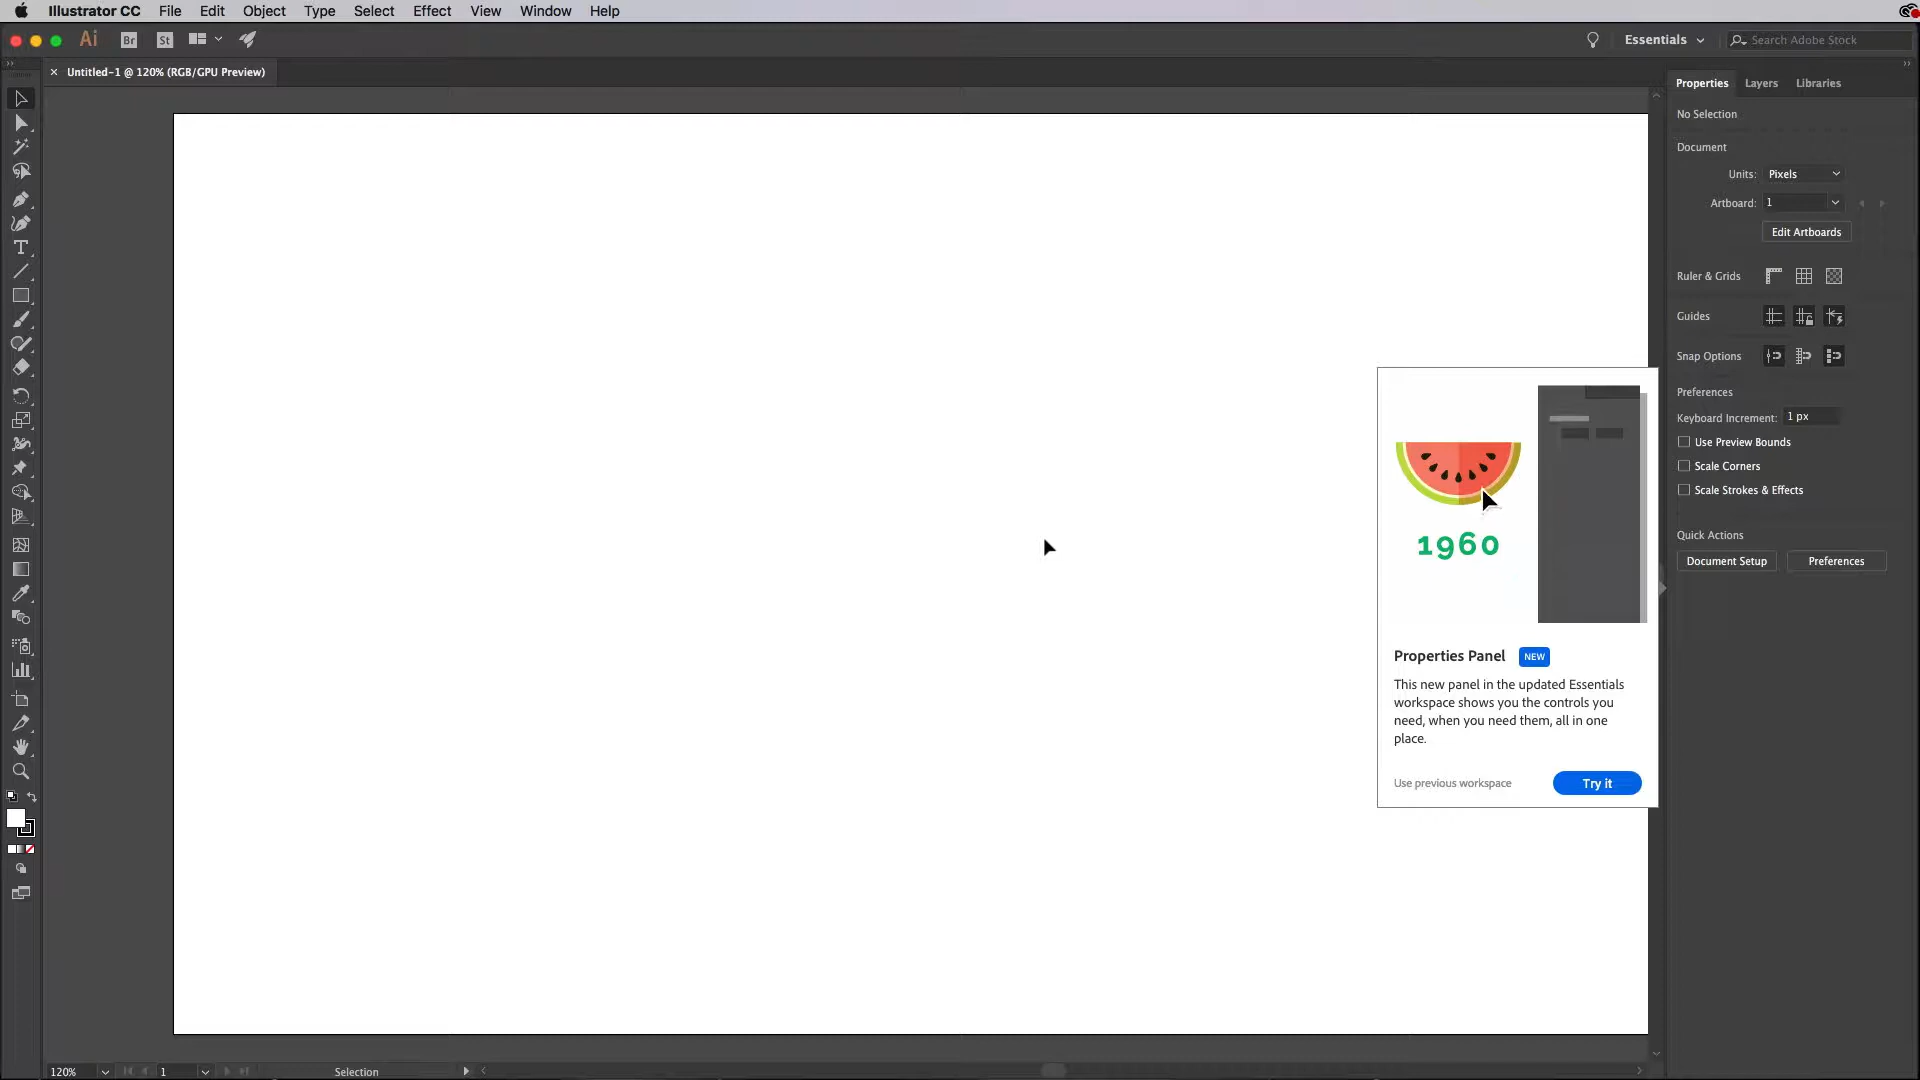 Illustrator CC File Edit Object Type Select Effect View Window Help
Ai Br St Essentials Search Adobe Stock
× Untitled-1 @ 120% (RGB/GPU Preview)
Properties Layers Libraries
No Selection
Document
Units: Pixels
Artboard: 1
Edit Artboards
Ruler & Grids
Guides
Snap Options
Preferences
Keyboard Increment: 1 px
Use Preview Bounds
Scale Corners
Scale Strokes & Effects
Quick Actions
Document Setup Preferences
1960
Properties Panel NEW
This new panel in the updated Essentials
workspace shows you the controls you
need, when you need them, all in one
place.
Use previous workspace Try it
120% 1 Selection